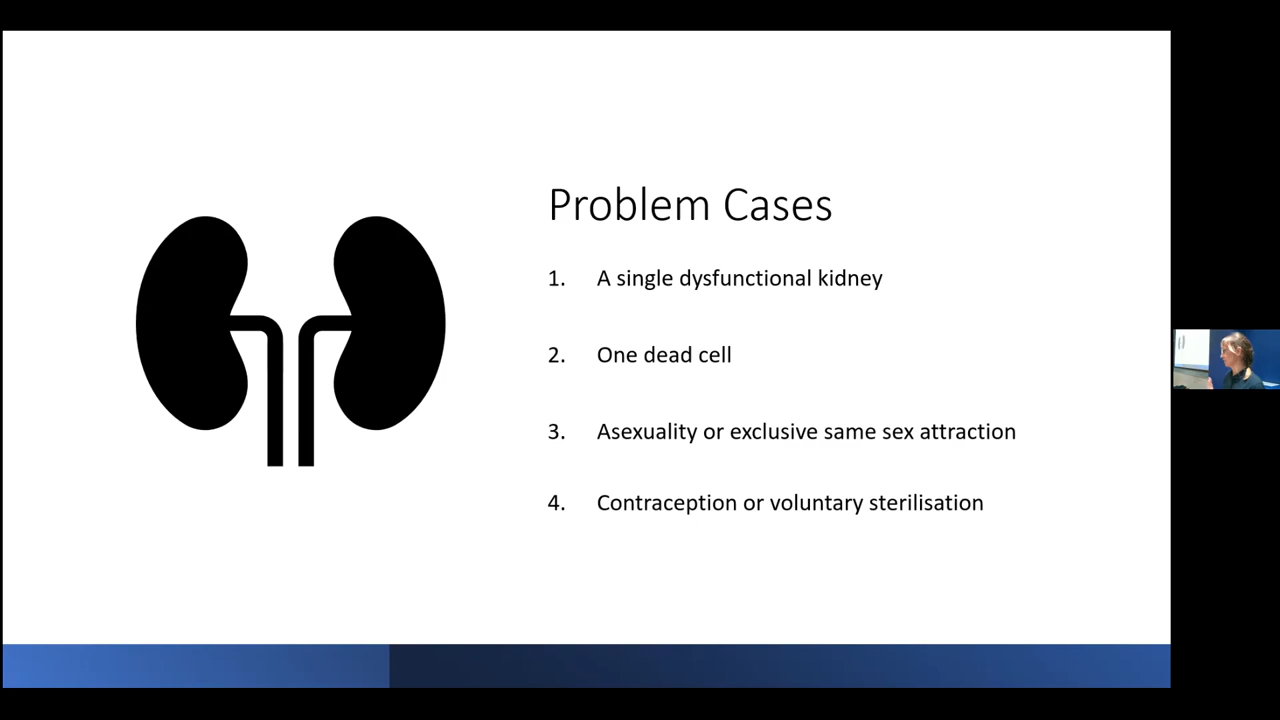 Problem Cases
1. A single dysfunctional kidney
2. One dead cell
3. Asexuality or exclusive same sex attraction
4. Contraception or voluntary sterilisation